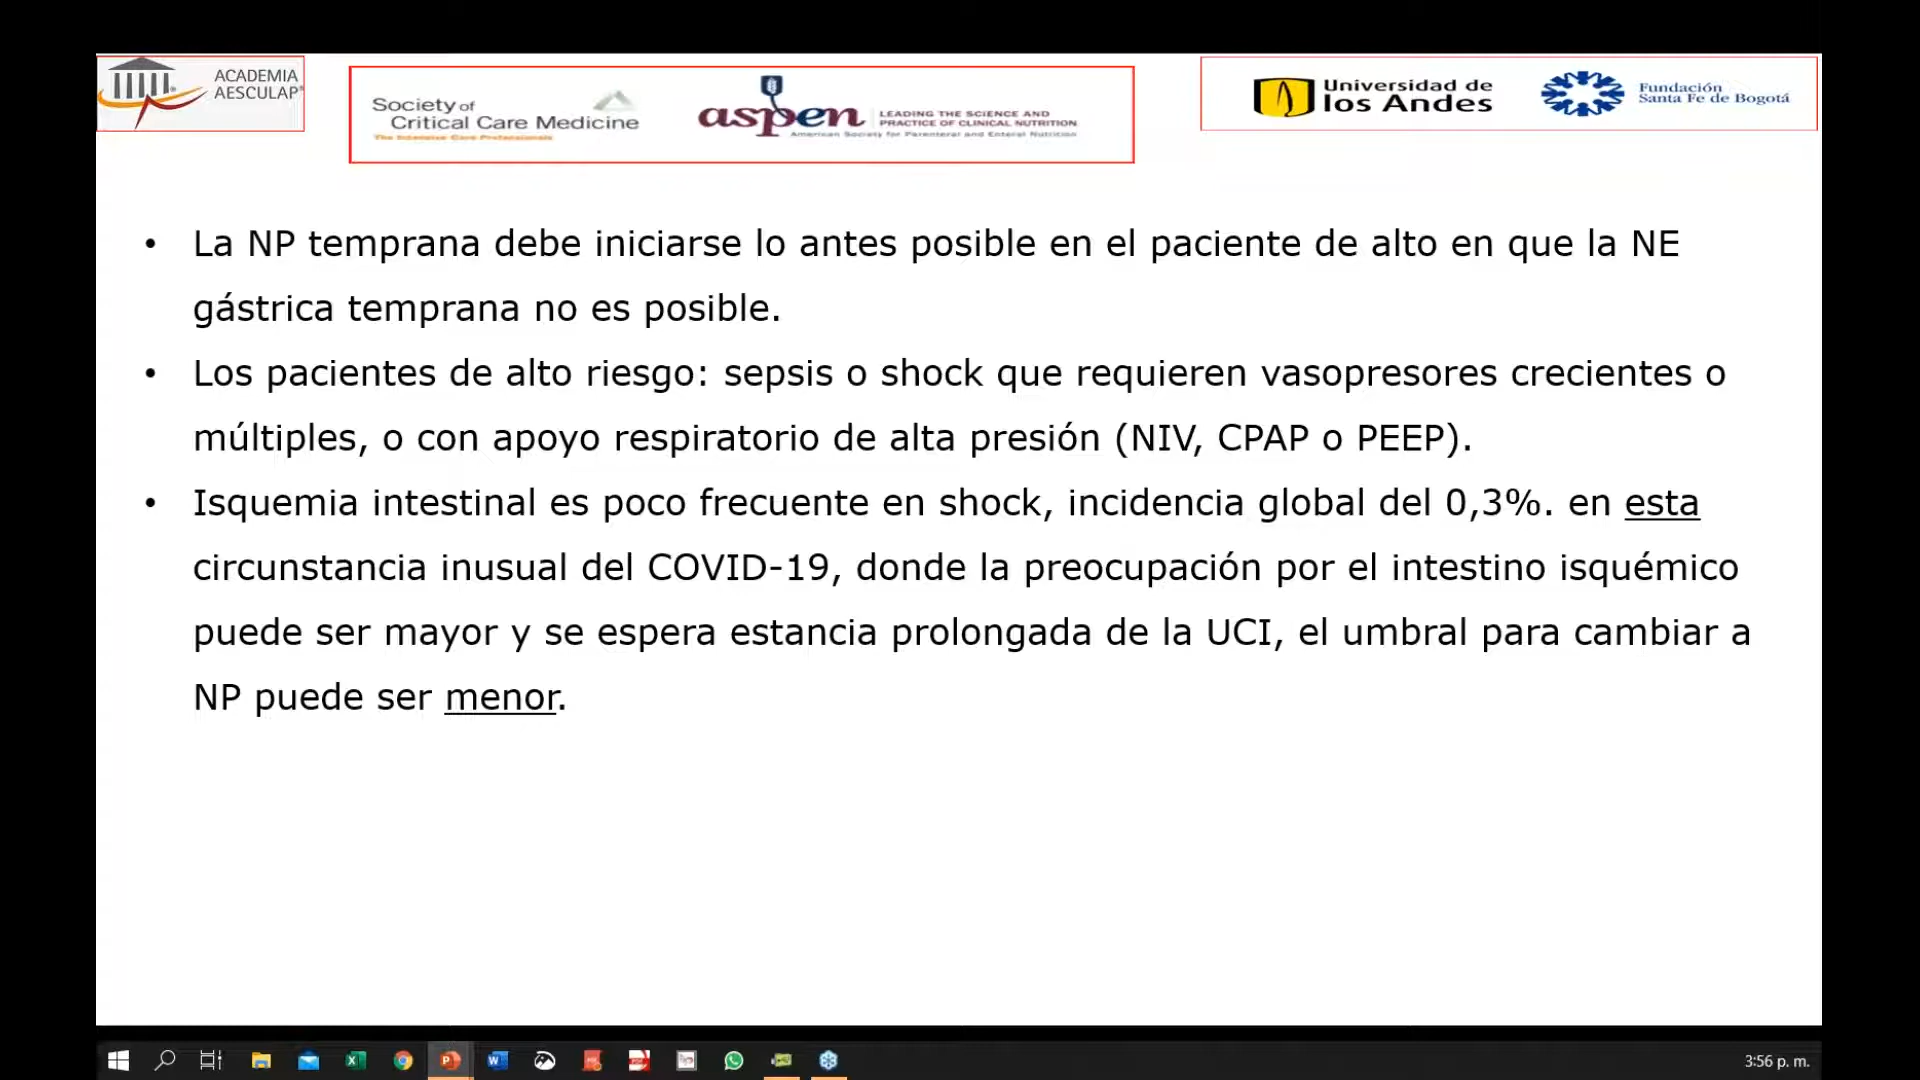 ACADEMIA
AESCULAP®
Society of
Critical Care Medicine
The Intensive Care Professionals
aspen
LEADING THE SCIENCE AND
PRACTICE OF CLINICAL NUTRITION
American Society for Parenteral and Enteral Nutrition
Universidad de
los Andes
Fundación
Santa Fe de Bogotá
• La NP temprana debe iniciarse lo antes posible en el paciente de alto en que la NE
gástrica temprana no es posible.
• Los pacientes de alto riesgo: sepsis o shock que requieren vasopresores crecientes o
múltiples, o con apoyo respiratorio de alta presión (NIV, CPAP o PEEP).
• Isquemia intestinal es poco frecuente en shock, incidencia global del 0,3%. en esta
circunstancia inusual del COVID-19, donde la preocupación por el intestino isquémico
puede ser mayor y se espera estancia prolongada de la UCI, el umbral para cambiar a
NP puede ser menor.
3:56 p. m.